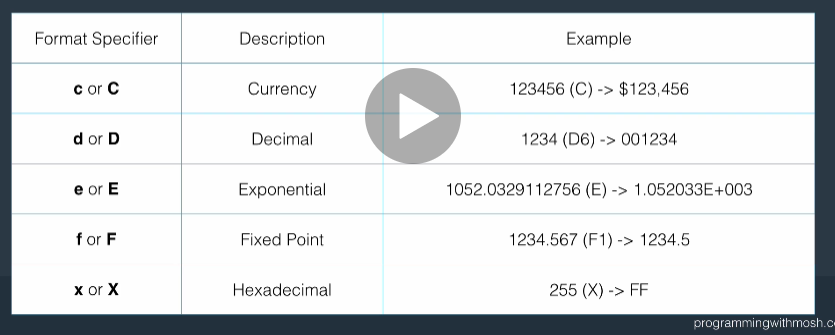 Format Specifier Description Example
c or C Currency 123456 (C) -> $123,456
d or D Decimal 1234 (D6) -> 001234
e or E Exponential 1052.0329112756 (E) -> 1.052033E+003
f or F Fixed Point 1234.567 (F1) -> 1234.5
x or X Hexadecimal 255 (X) -> FF
programmingwithmosh.c